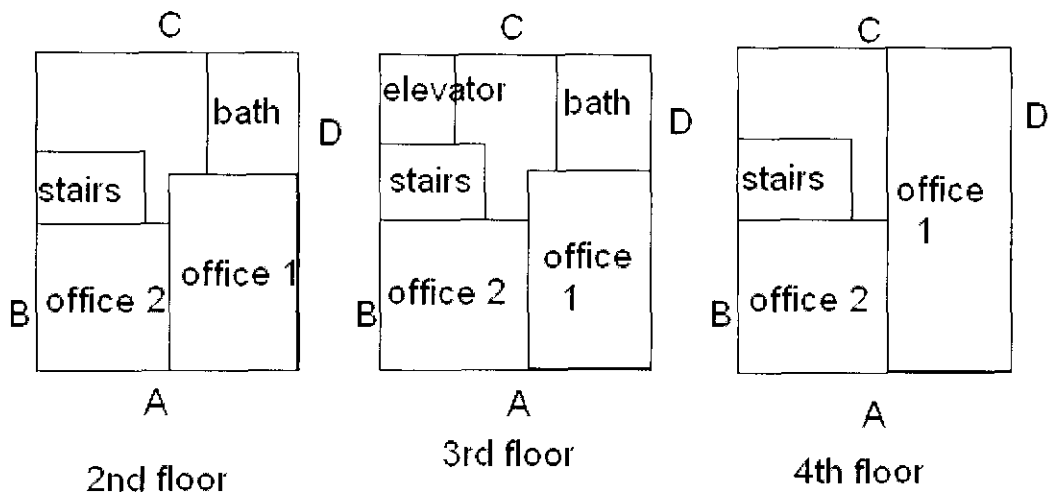 C
bath
D
stairs
office 1
office 2
B
A
2nd floor
C
elevator
bath
D
stairs
office
1
office 2
B
A
3rd floor
C
D
stairs
office
1
office 2
B
A
4th floor